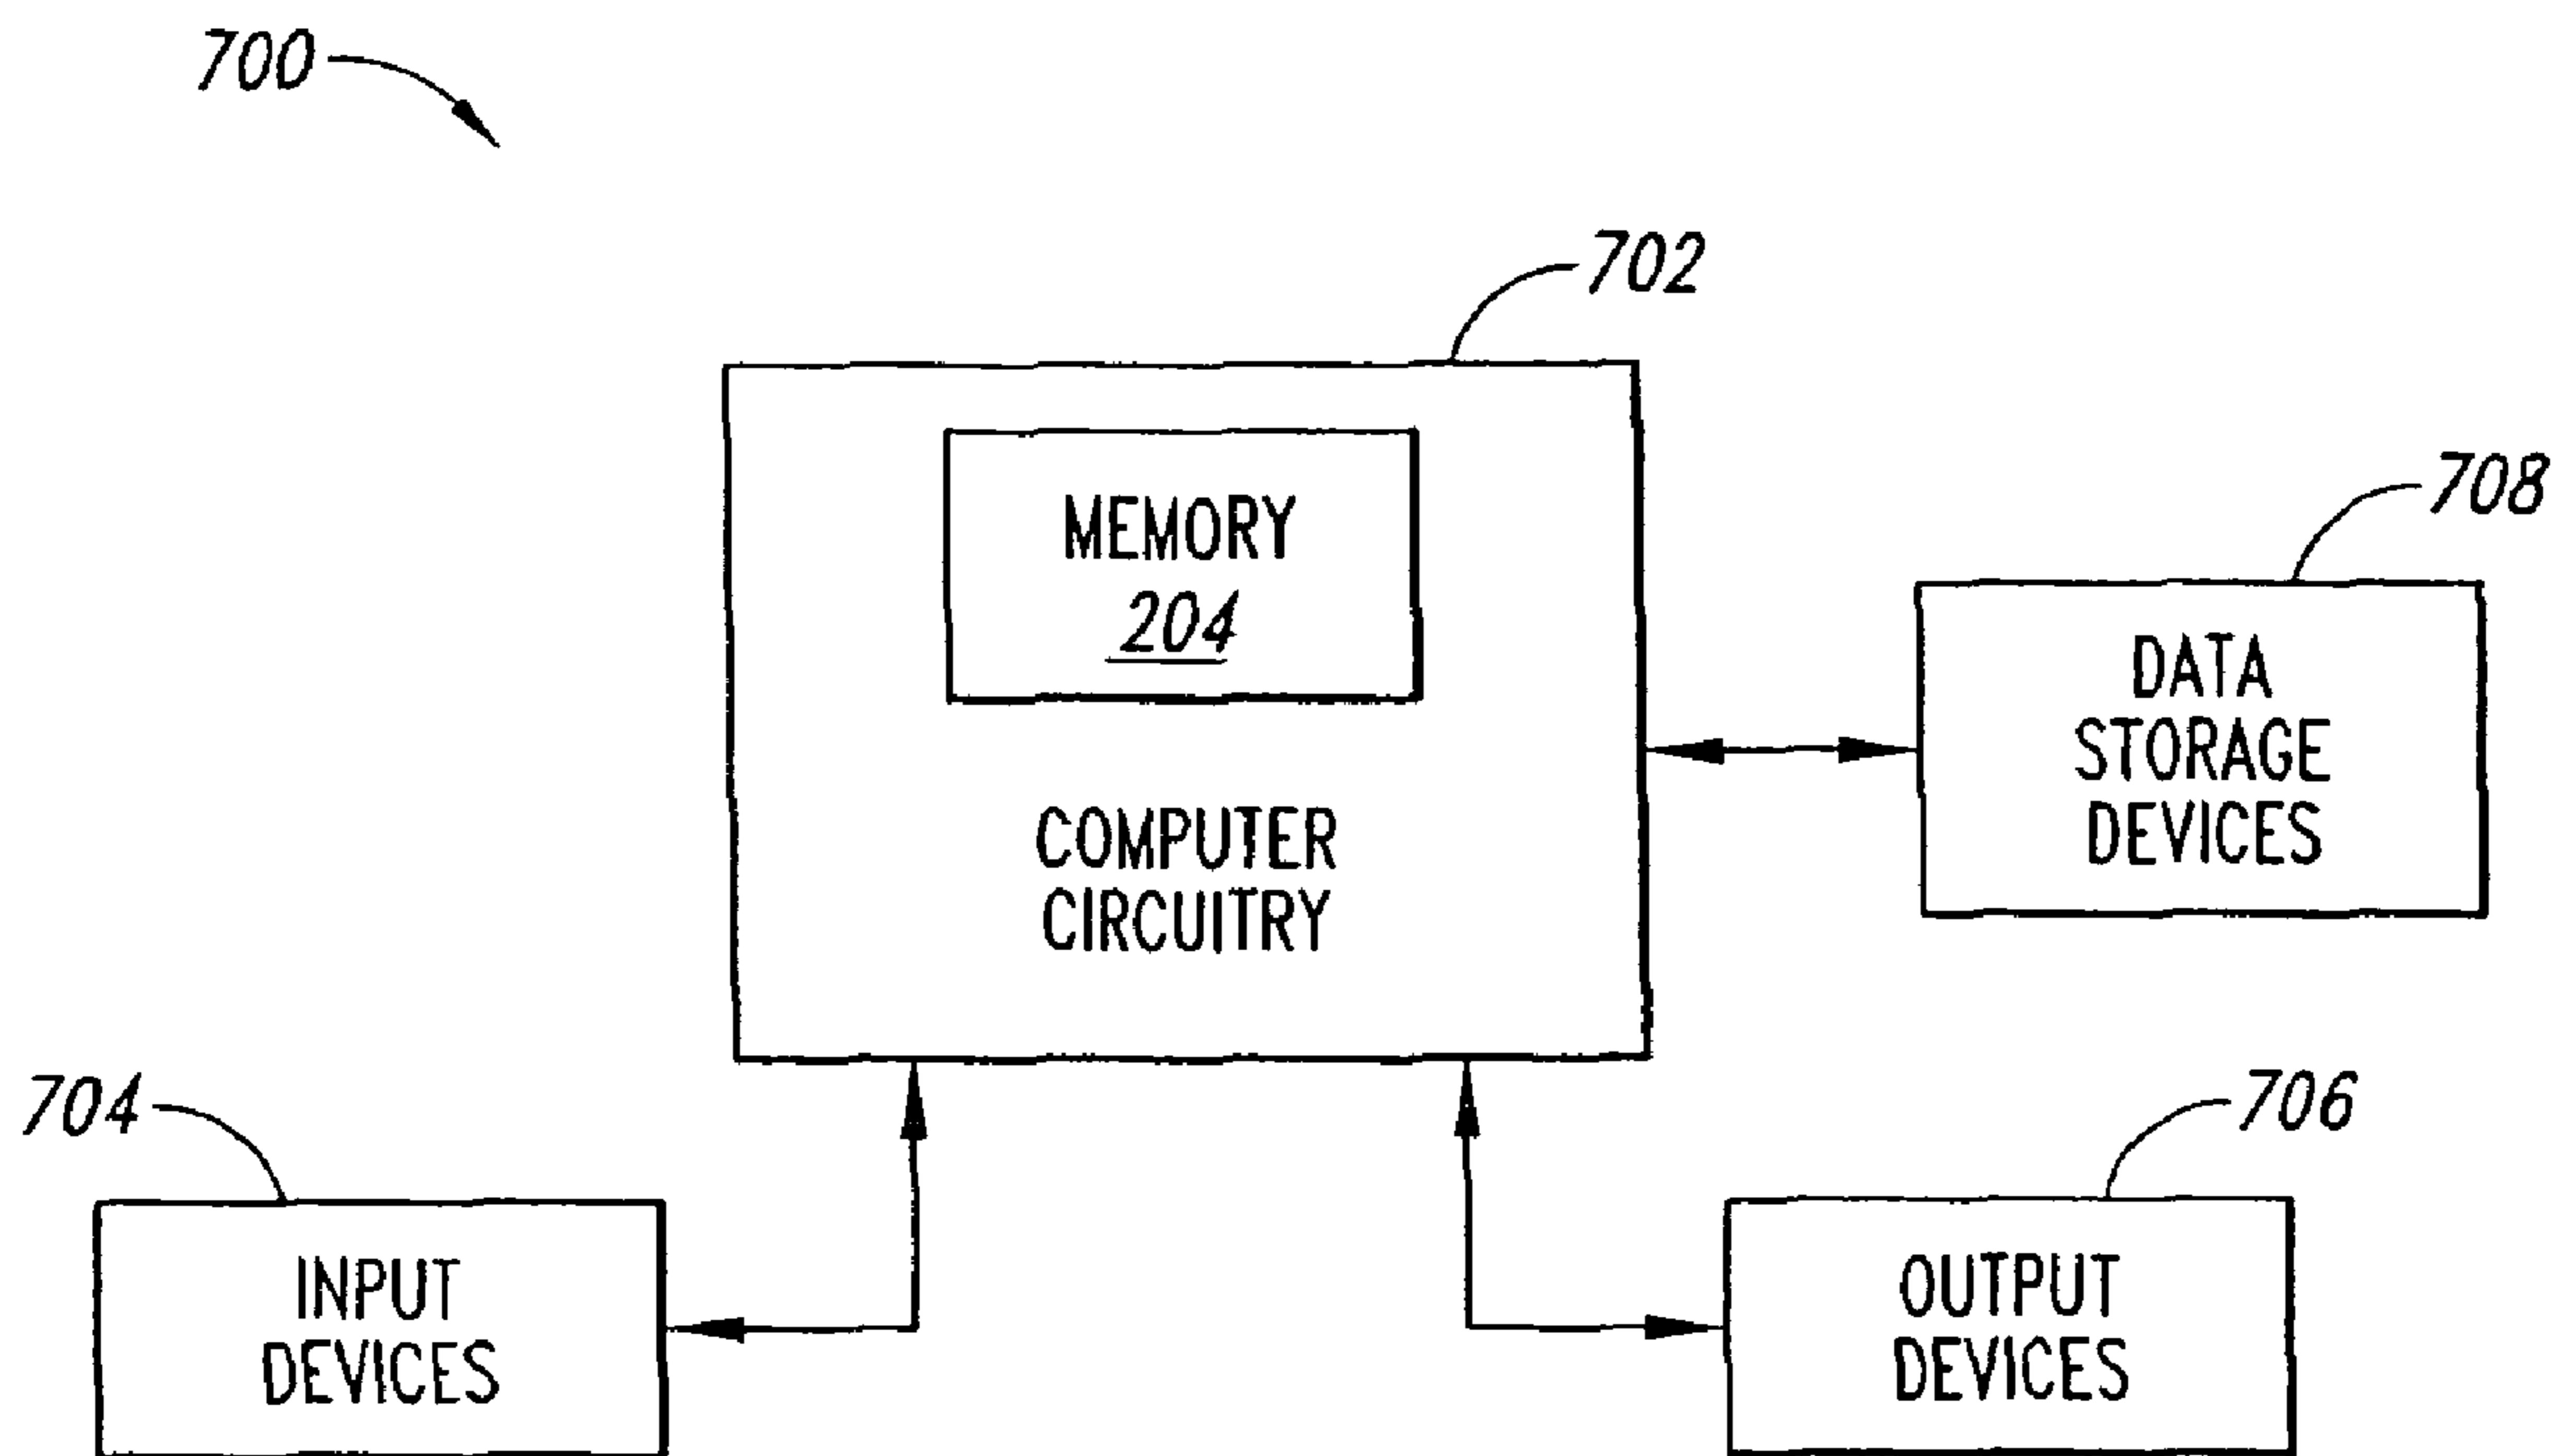 700
702
MEMORY
204
708
DATA
STORAGE
DEVICES
COMPUTER
CIRCUITRY
704
INPUT
DEVICES
706
OUTPUT
DEVICES